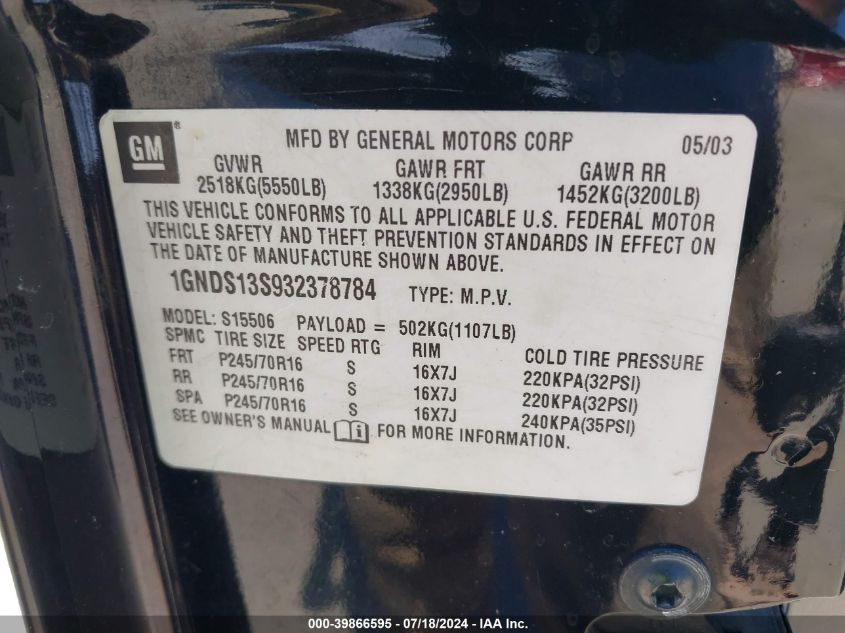 GM ®
MFD BY GENERAL MOTORS CORP 05/03
GVWR GAWR FRT GAWR RR
2518KG(5550LB) 1338KG(2950LB) 1452KG(3200LB)
THIS VEHICLE CONFORMS TO ALL APPLICABLE U.S. FEDERAL MOTOR
VEHICLE SAFETY AND THEFT PREVENTION STANDARDS IN EFFECT ON
THE DATE OF MANUFACTURE SHOWN ABOVE.
1GNDS13S932378784 TYPE: M.P.V.
MODEL: S15506 PAYLOAD = 502KG(1107LB)
SPMC TIRE SIZE SPEED RTG RIM COLD TIRE PRESSURE
FRT P245/70R16 S 16X7J 220KPA(32PSI)
RR P245/70R16 S 16X7J 220KPA(32PSI)
SPA P245/70R16 S 16X7J 240KPA(35PSI)
SEE OWNER'S MANUAL i FOR MORE INFORMATION.
000-39866595 - 07/18/2024 - IAA Inc.